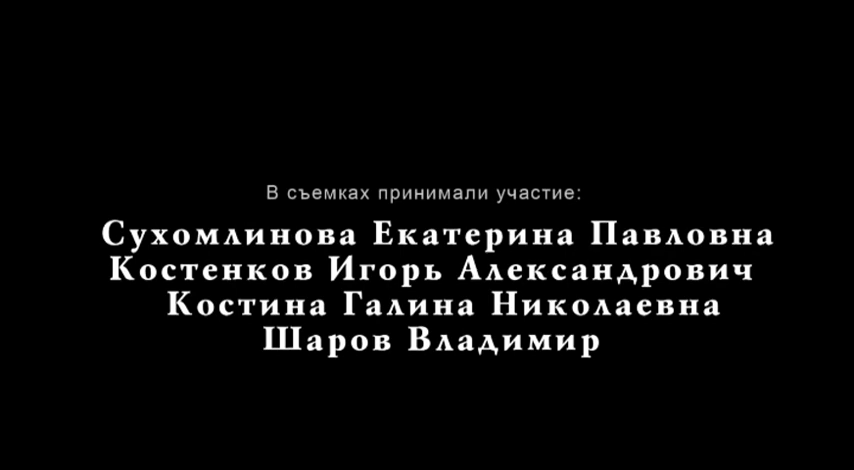 В съемках принимали участие:
Сухомлинова Екатерина Павловна
Костенков Игорь Александрович
Костина Галина Николаевна
Шаров Владимир